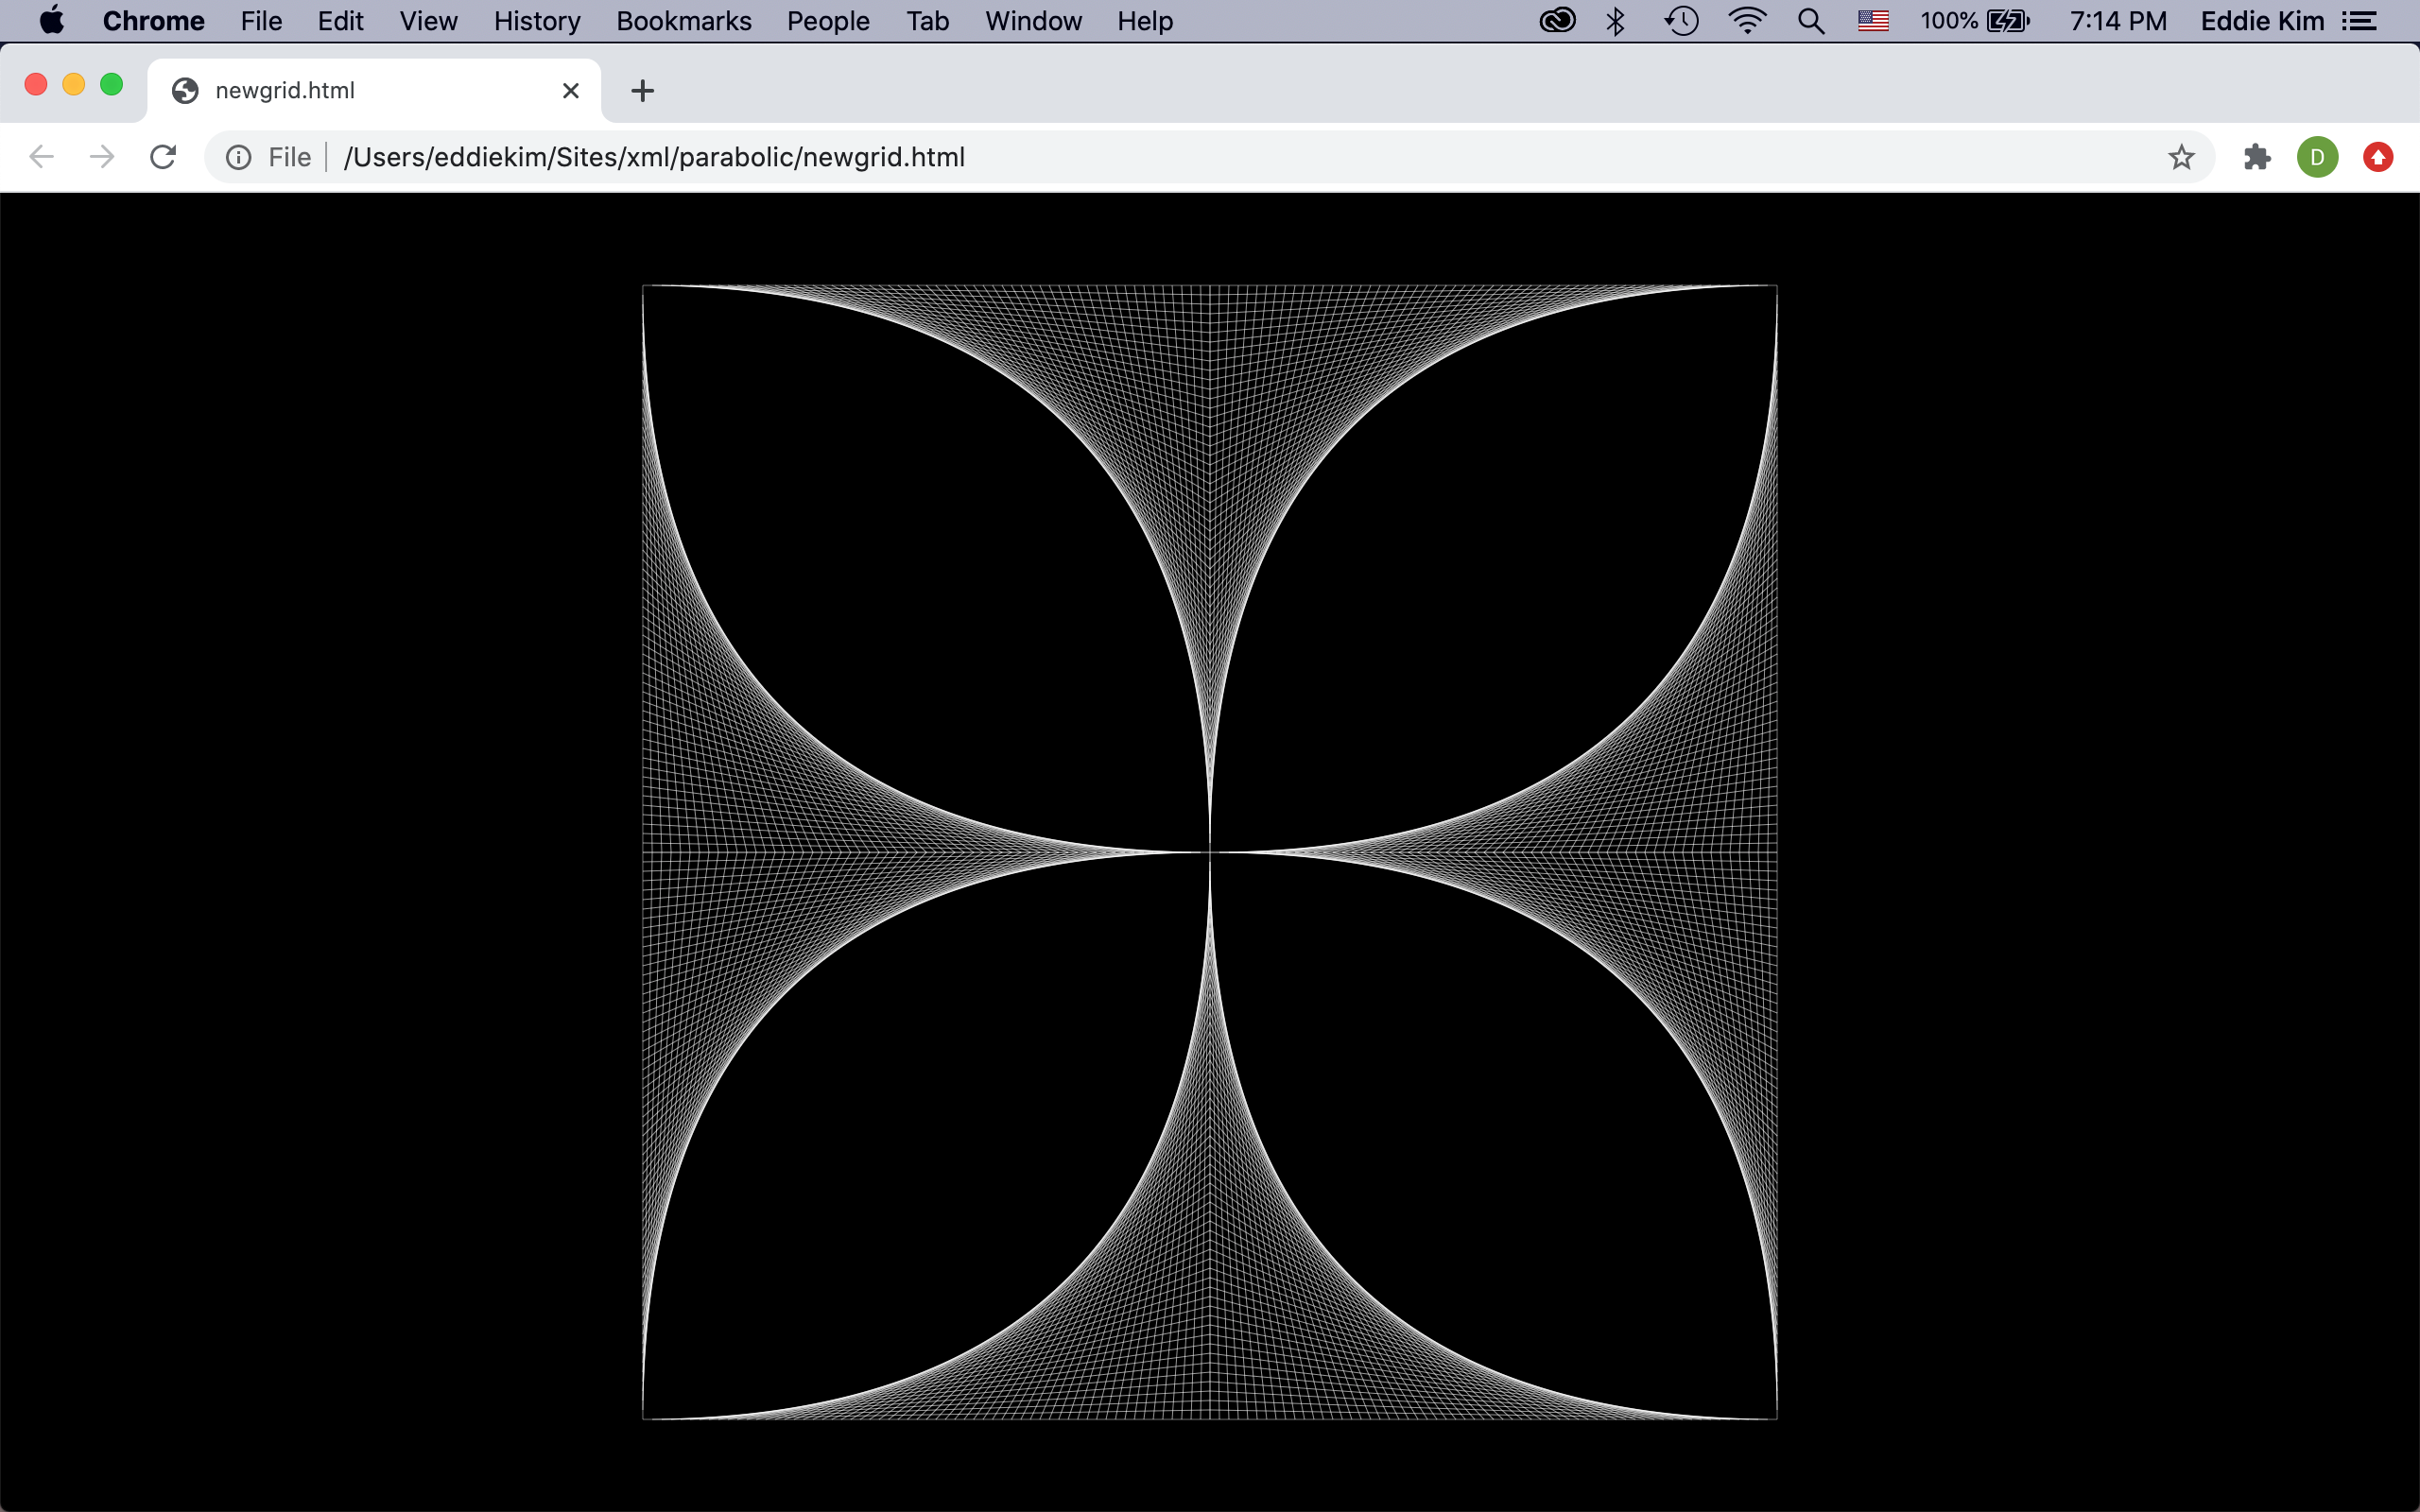 Chrome File Edit View History Bookmarks People Tab Window Help 100% 7:14 PM Eddie Kim
newgrid.html
File /Users/eddiekim/Sites/xml/parabolic/newgrid.html D